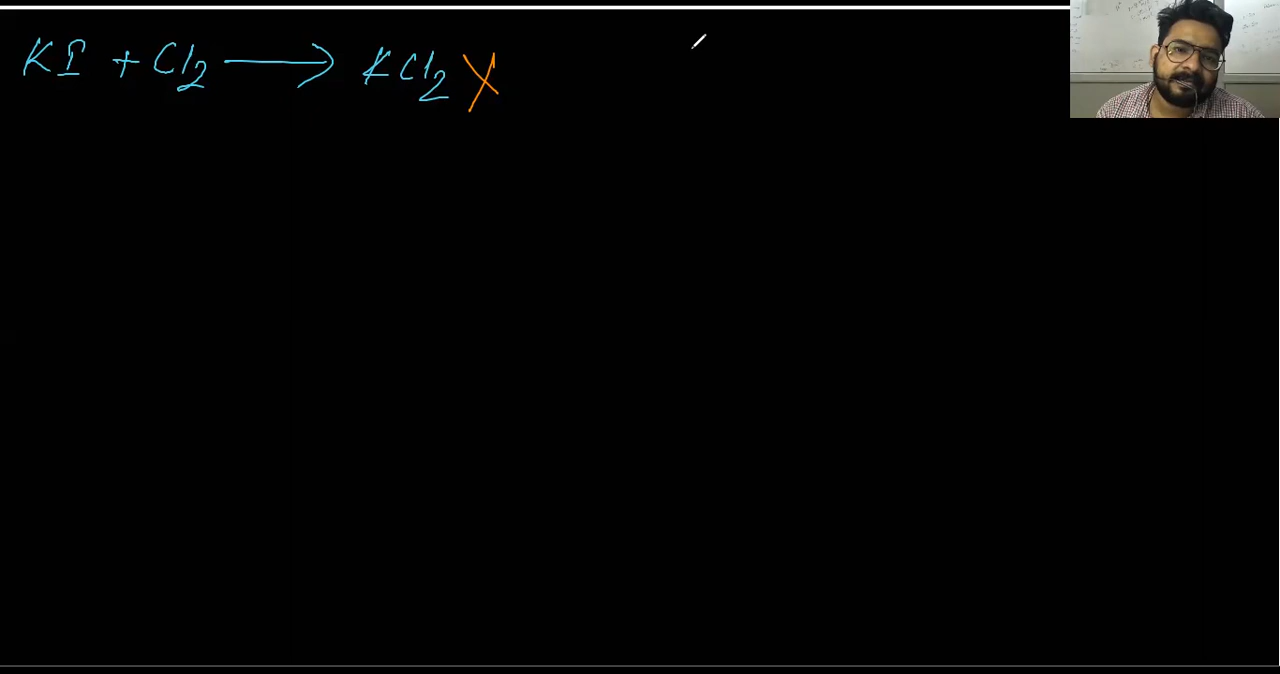 KI + Cl₂ ⟶ KCl₂ X